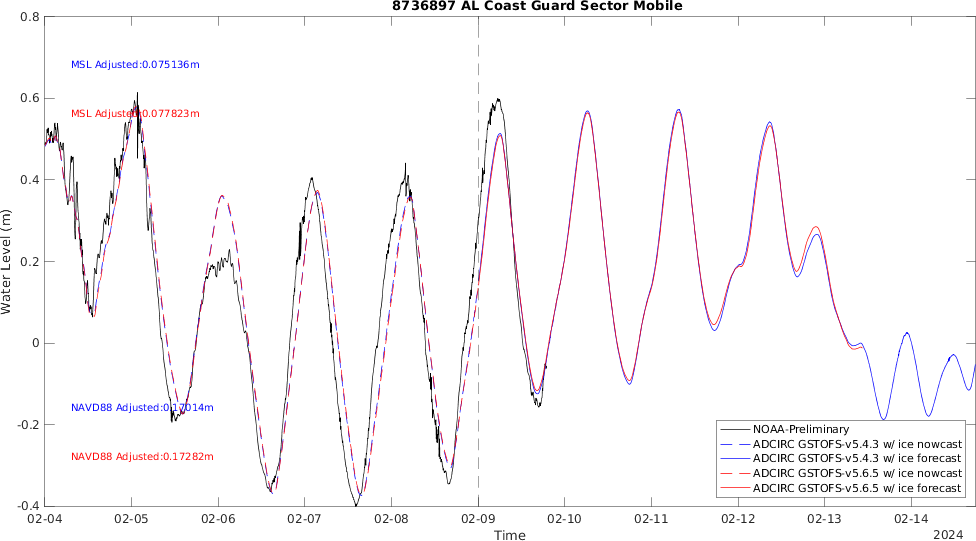 8736897 AL Coast Guard Sector Mobile
0.8
0.6
0.4
0.2
0
-0.2
-0.4
Water Level (m)
MSL Adjusted:0.075136m
MSL Adjusted:0.077823m
NAVD88 Adjusted:0.17014m
NAVD88 Adjusted:0.17282m
NOAA-Preliminary
ADCIRC GSTOFS-v5.4.3 w/ ice nowcast
ADCIRC GSTOFS-v5.4.3 w/ ice forecast
ADCIRC GSTOFS-v5.6.5 w/ ice nowcast
ADCIRC GSTOFS-v5.6.5 w/ ice forecast
02-04 02-05 02-06 02-07 02-08 02-09 02-10 02-11 02-12 02-13 02-14
Time
2024